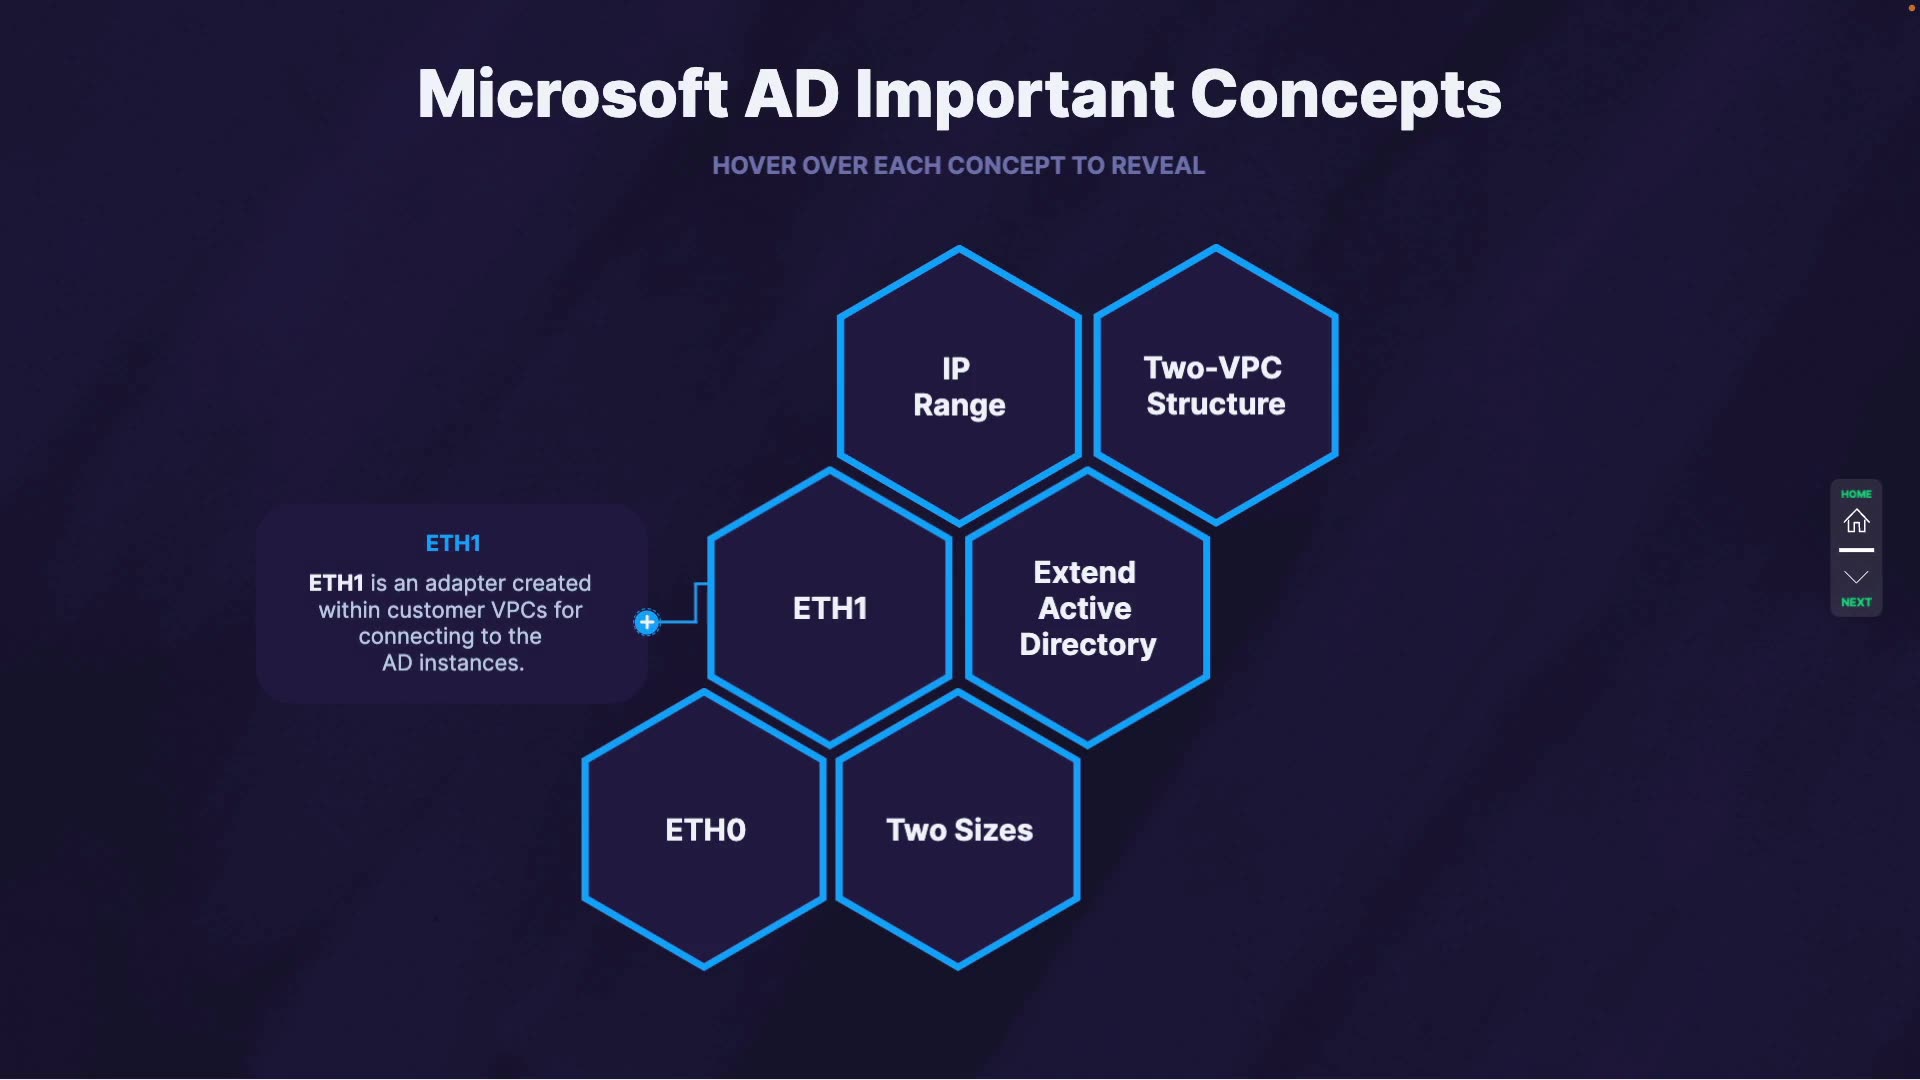 Microsoft AD Important Concepts
HOVER OVER EACH CONCEPT TO REVEAL
IP
Range
Two-VPC
Structure
ETH1
ETH1 is an adapter created
within customer VPCs for
connecting to the
AD instances.
ETH1
Extend
Active
Directory
ETH0
Two Sizes
HOME
NEXT